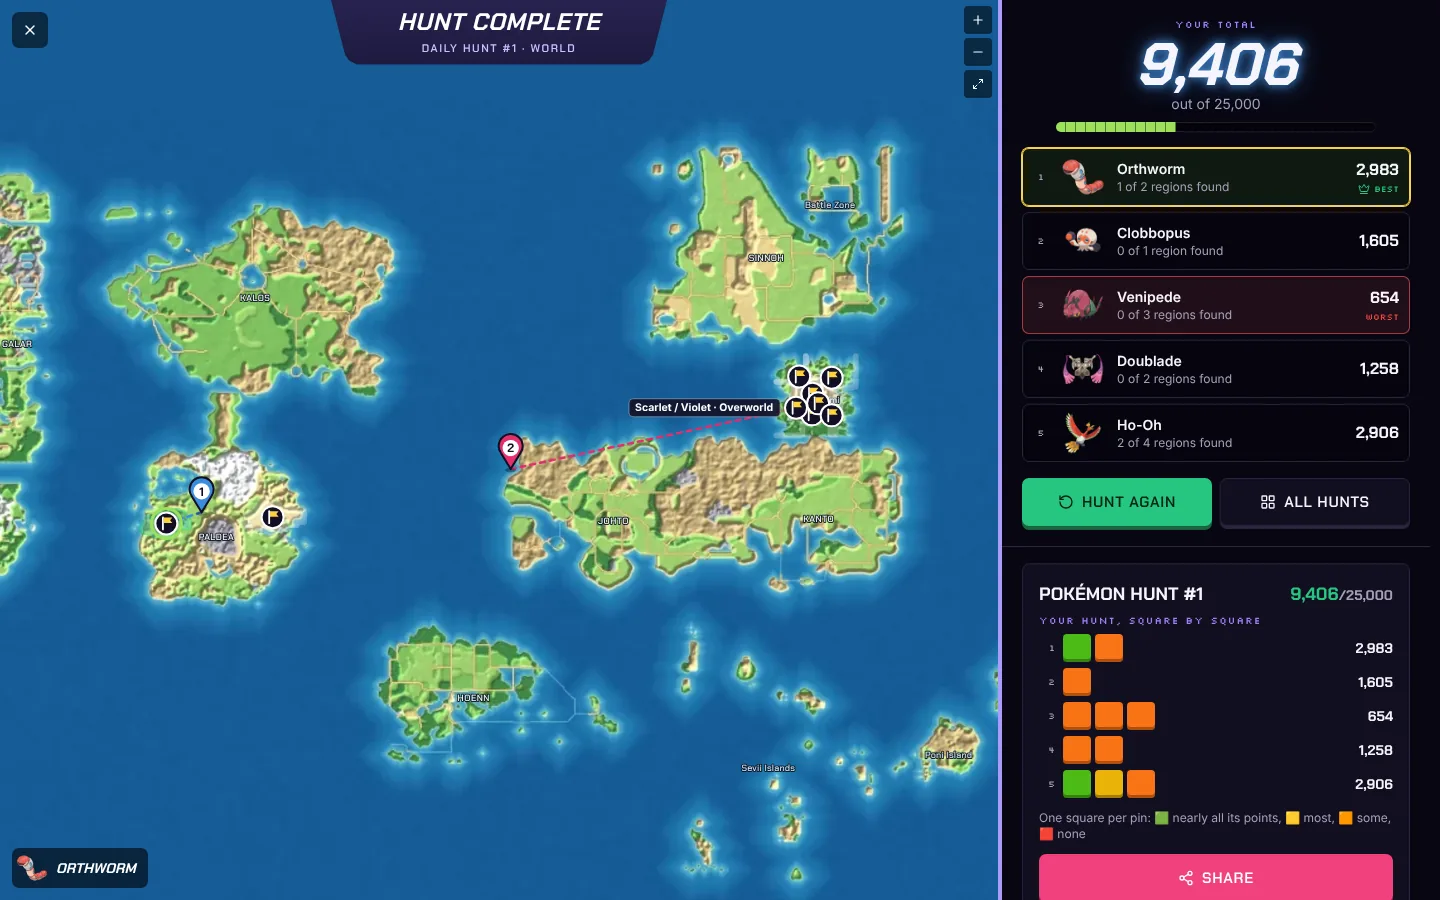 HUNT COMPLETE
DAILY HUNT #1 · WORLD
Battle Zone
SINNOH
KALOS
GALAR
Scarlet / Violet · Overworld
2
1
PALDEA
JOHTO
KANTO
HOENN
Sevii Islands
Poni Island
ORTHWORM
YOUR TOTAL
9,406
out of 25,000
1
Orthworm
1 of 2 regions found
2,983
BEST
2
Clobbopus
0 of 1 region found
1,605
3
Venipede
0 of 3 regions found
654
WORST
4
Doublade
0 of 2 regions found
1,258
5
Ho-Oh
2 of 4 regions found
2,906
HUNT AGAIN
ALL HUNTS
POKÉMON HUNT #1
9,406/25,000
YOUR HUNT, SQUARE BY SQUARE
1 2,983
2 1,605
3 654
4 1,258
5 2,906
One square per pin: 🟩 nearly all its points, 🟨 most, 🟧 some,
🟥 none
SHARE